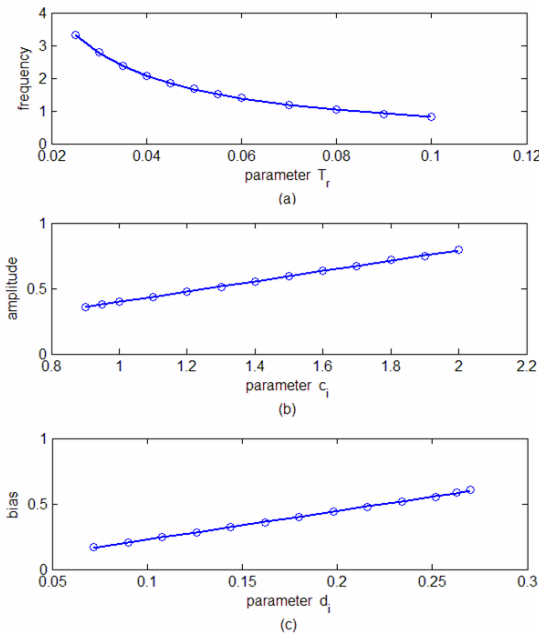 4
3
2
1
0
frequency
0.02 0.04 0.06 0.08 0.1 0.12
parameter T_r
(a)
1
0.5
0
amplitude
0.8 1 1.2 1.4 1.6 1.8 2 2.2
parameter c_i
(b)
1
0.5
0
bias
0.05 0.1 0.15 0.2 0.25 0.3
parameter d_i
(c)